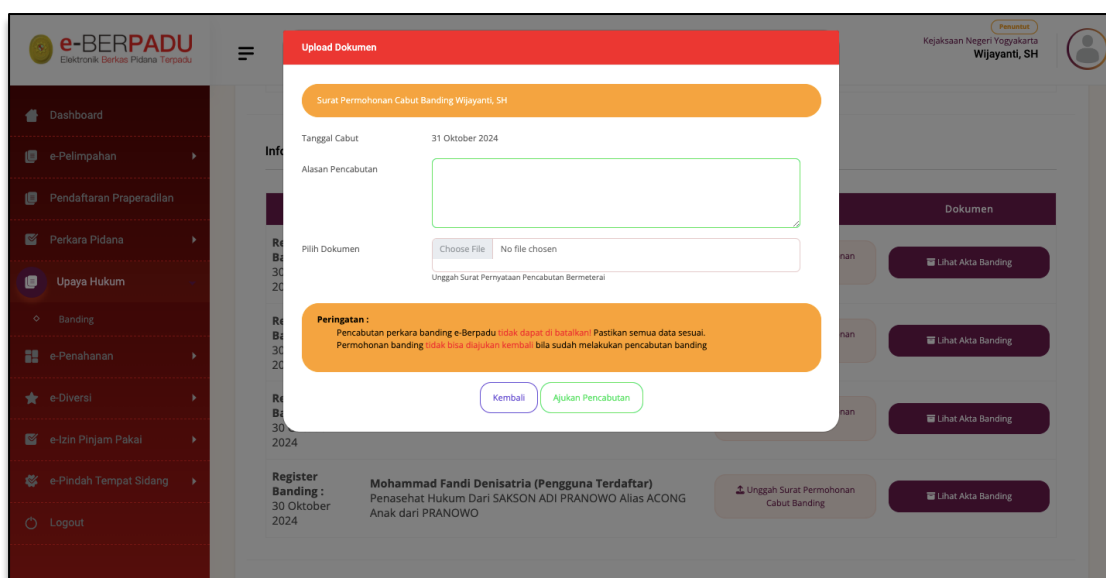 e-BERPADU
Elektronik Berkas Pidana Terpadu
Penuntut
Kejaksaan Negeri Yogyakarta
Wijayanti, SH
Dashboard
e-Pelimpahan
Pendaftaran Praperadilan
Perkara Pidana
Upaya Hukum
Banding
e-Penahanan
e-Diversi
e-Izin Pinjam Pakai
e-Pindah Tempat Sidang
Logout
Upload Dokumen
Surat Permohonan Cabut Banding Wijayanti, SH
Tanggal Cabut 31 Oktober 2024
Alasan Pencabutan
Pilih Dokumen Choose File No file chosen
Unggah Surat Pernyataan Pencabutan Bermeterai
Peringatan :
Pencabutan perkara banding e-Berpadu tidak dapat di batalkan! Pastikan semua data sesuai.
Permohonan banding tidak bisa diajukan kembali bila sudah melakukan pencabutan banding
Kembali Ajukan Pencabutan
Dokumen
Lihat Akta Banding
Lihat Akta Banding
Lihat Akta Banding
2024
Register
Banding :
30 Oktober
2024
Mohammad Fandi Denisatria (Pengguna Terdaftar)
Penasehat Hukum Dari SAKSON ADI PRANOWO Alias ACONG
Anak dari PRANOWO
Unggah Surat Permohonan
Cabut Banding
Lihat Akta Banding